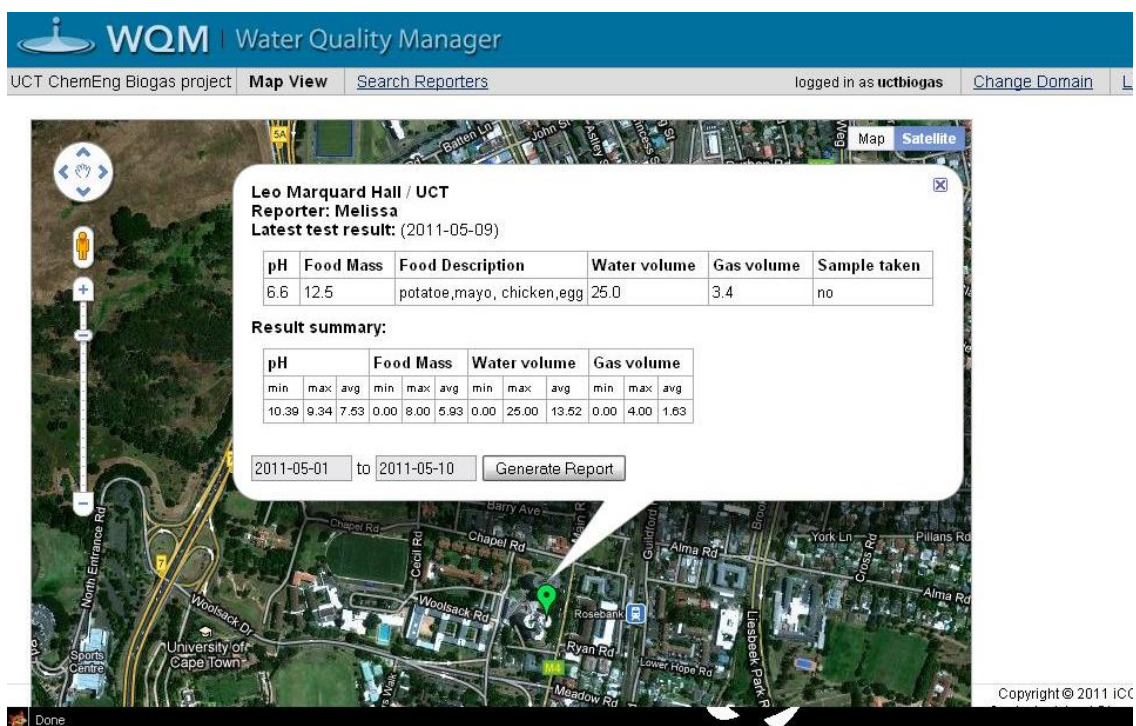 WQM | Water Quality Manager
UCT ChemEng Biogas project Map View Search Reporters logged in as uctbiogas Change Domain L
5A
Batten Ln
John St
Astley St
Princess St
Map Satellite
Leo Marquard Hall / UCT
Reporter: Melissa
Latest test result: (2011-05-09)
pH Food Mass Food Description Water volume Gas volume Sample taken
6.6 12.5 potatoe,mayo, chicken,egg 25.0 3.4 no
Result summary:
pH Food Mass Water volume Gas volume
min max avg min max avg min max avg min max avg
10.39 9.34 7.53 0.00 8.00 5.93 0.00 25.00 13.52 0.00 4.00 1.63
2011-05-01 to 2011-05-10 Generate Report
Barry Ave
Main R
North Entrance Rd
Chapel Rd
Cecil Rd
Chapel Rd
Guildford
Alma Rd
York Ln
Cross Rd
Pillans Rd
7
Woolsack Dr
Woolsack Rd
Rosebank
Liesbeek Park
Alma Rd
University of
Cape Town
Sports
Centre
Ryan Rd
M4
Lower Hope Rd
Meadow Rd
Copyright © 2011 iCO
Done